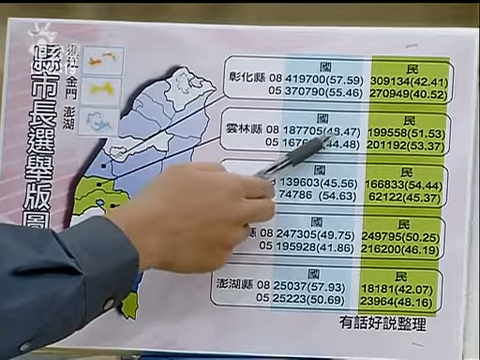 縣市長選舉版圖
金門
澎湖
國 民
彰化縣 08 419700(57.59) 309134(42.41)
05 370790(55.46) 270949(40.52)
國 民
雲林縣 08 187705(48.47) 199558(51.53)
05 44.48) 201192(53.37)
國 民
139603(45.56) 166833(54.44)
74786 (54.63) 62122(45.37)
國 民
08 247305(49.75) 249795(50.25)
05 195928(41.86) 216200(46.19)
國 民
澎湖縣 08 25037(57.93) 18181(42.07)
05 25223(50.69) 23964(48.16)
有話好說整理